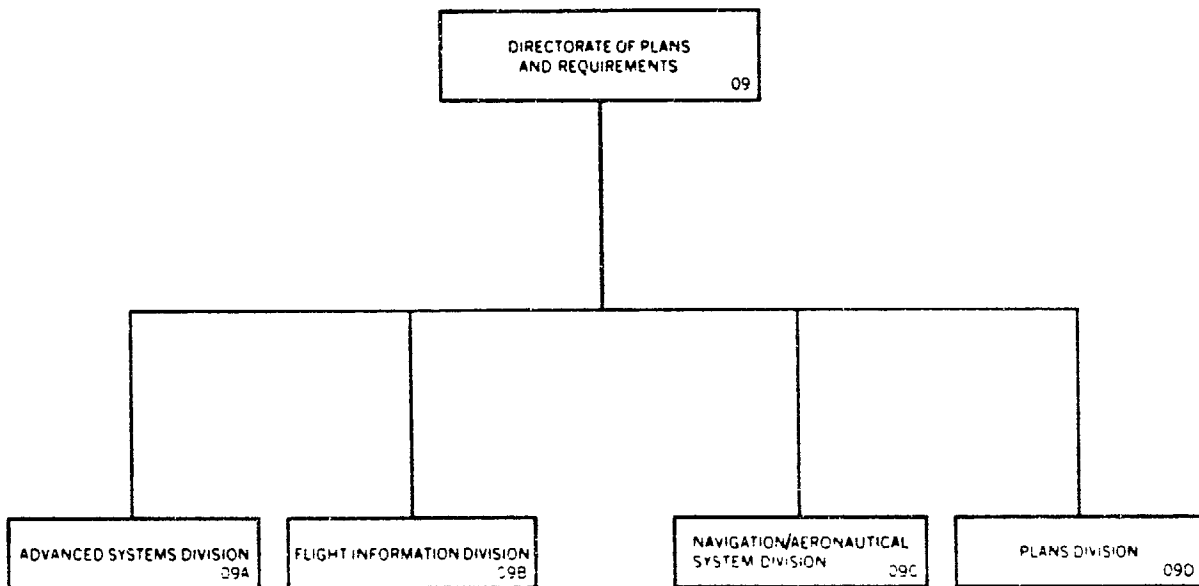 DIRECTORATE OF PLANS
AND REQUIREMENTS
09
ADVANCED SYSTEMS DIVISION
09A
FLIGHT INFORMATION DIVISION
09B
NAVIGATION/AERONAUTICAL
SYSTEM DIVISION
09C
PLANS DIVISION
09D